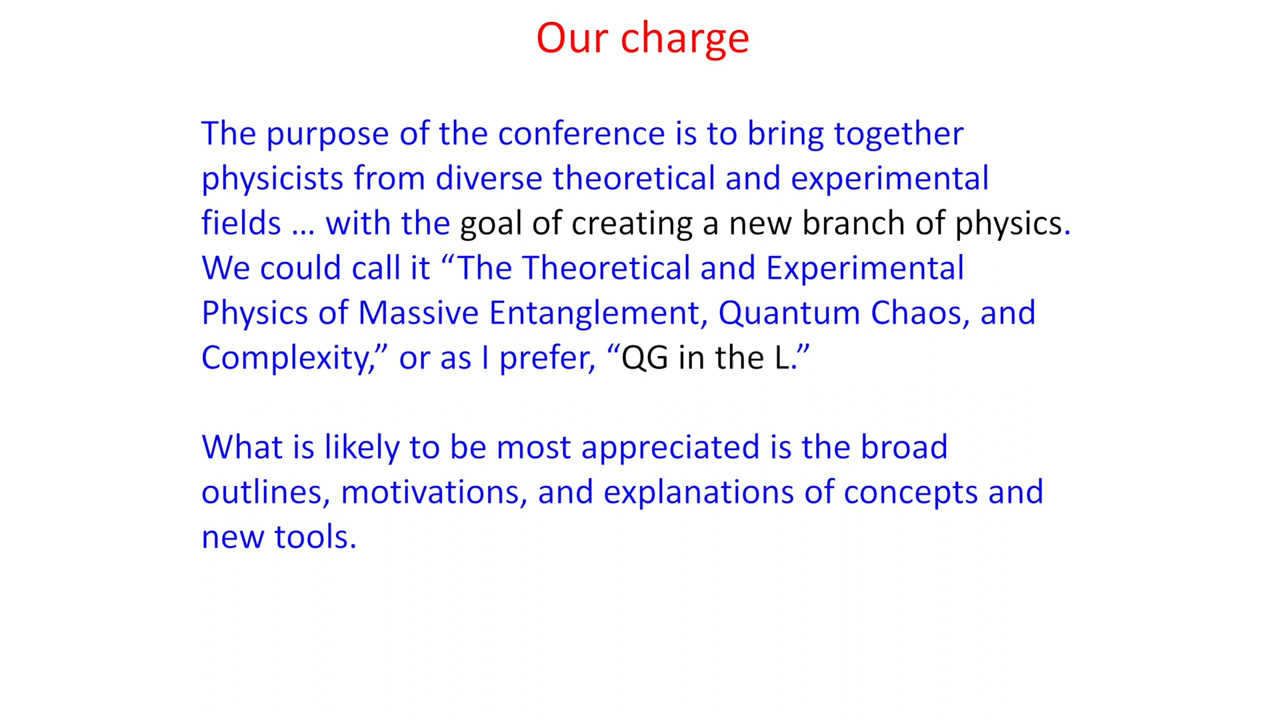 Our charge
The purpose of the conference is to bring together
physicists from diverse theoretical and experimental
fields ... with the goal of creating a new branch of physics.
We could call it “The Theoretical and Experimental
Physics of Massive Entanglement, Quantum Chaos, and
Complexity,” or as I prefer, “QG in the L.”
What is likely to be most appreciated is the broad
outlines, motivations, and explanations of concepts and
new tools.